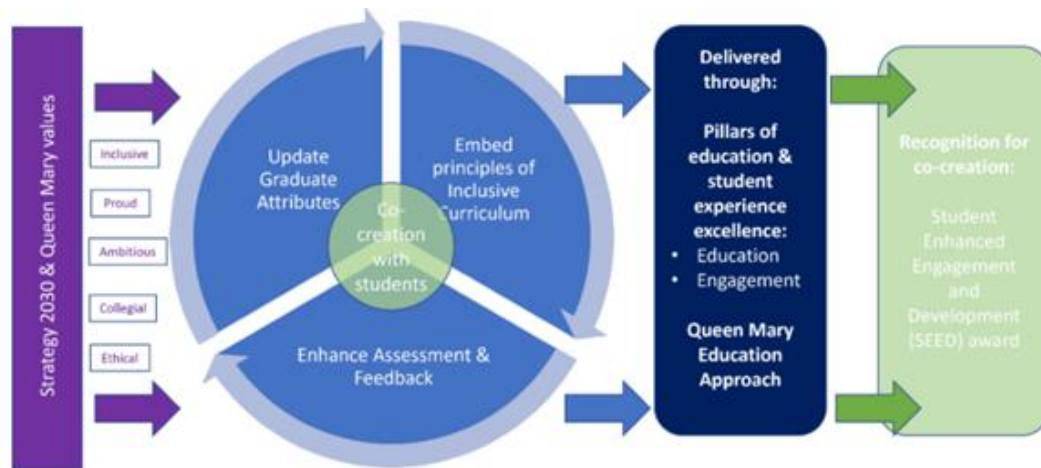 Strategy 2030 & Queen Mary values
Inclusive
Proud
Ambitious
Collegial
Ethical
Update
Graduate
Attributes
Embed
principles of
Inclusive
Curriculum
Co-
creation
with
students
Enhance Assessment &
Feedback
Delivered
through:
Pillars of
education &
student
experience
excellence:
• Education
• Engagement
Queen Mary
Education
Approach
Recognition for
co-creation:
Student
Enhanced
Engagement
and
Development
(SEED) award